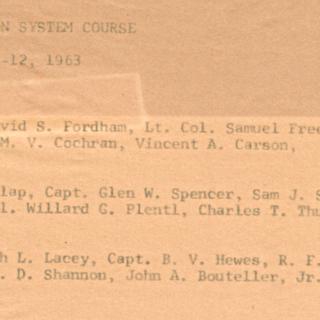 N SYSTEM COURSE
-12, 1963
vid S. Fordham, Lt. Col. Samuel Free
M. V. Cochran, Vincent A. Carson,
lap, Capt. Glen W. Spencer, Sam J. S
l. Willard G. Plentl, Charles T. Thu
h L. Lacey, Capt. B. V. Hewes, R. F.
. D. Shannon, John A. Bouteller, Jr.